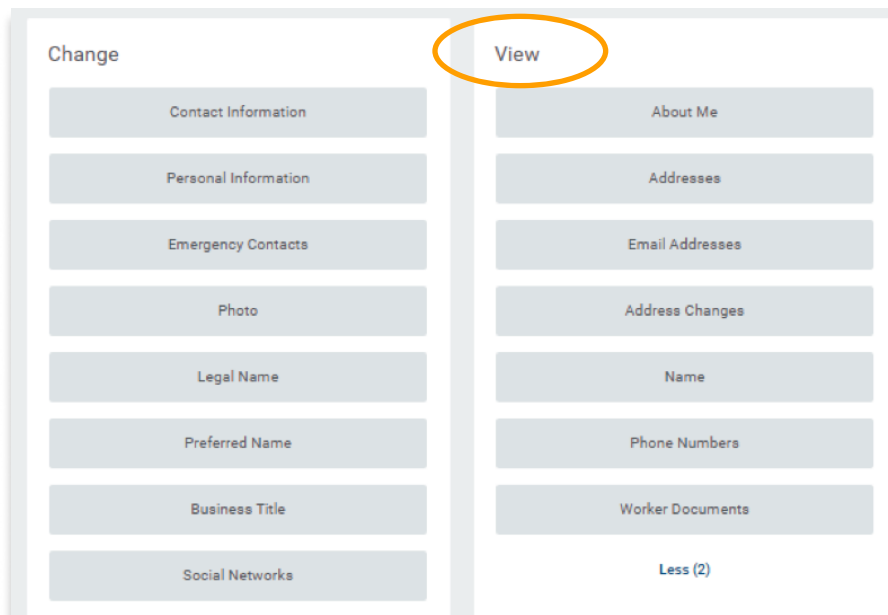 Change
Contact Information
Personal Information
Emergency Contacts
Photo
Legal Name
Preferred Name
Business Title
Social Networks
View
About Me
Addresses
Email Addresses
Address Changes
Name
Phone Numbers
Worker Documents
Less (2)